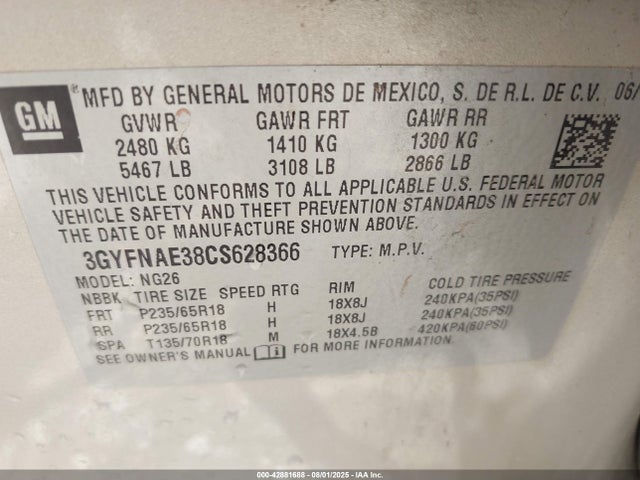 GM ® MFD BY GENERAL MOTORS DE MEXICO, S. DE R.L. DE C.V. 06/
GVWR GAWR FRT GAWR RR
2480 KG 1410 KG 1300 KG
5467 LB 3108 LB 2866 LB
THIS VEHICLE CONFORMS TO ALL APPLICABLE U.S. FEDERAL MOTOR
VEHICLE SAFETY AND THEFT PREVENTION STANDARDS IN EFFECT ON
THE DATE OF MANUFACTURE SHOWN ABOVE.
3GYFNAE38CS628366 TYPE: M.P.V.
MODEL: NG26
NBBK TIRE SIZE SPEED RTG RIM COLD TIRE PRESSURE
FRT P235/65R18 H 18X8J 240KPA(35PSI)
RR P235/65R18 H 18X8J 240KPA(35PSI)
SPA T135/70R18 M 18X4.5B 420KPA(60PSI)
SEE OWNER'S MANUAL FOR MORE INFORMATION.
000-42881688 - 08/01/2025 - IAA Inc.